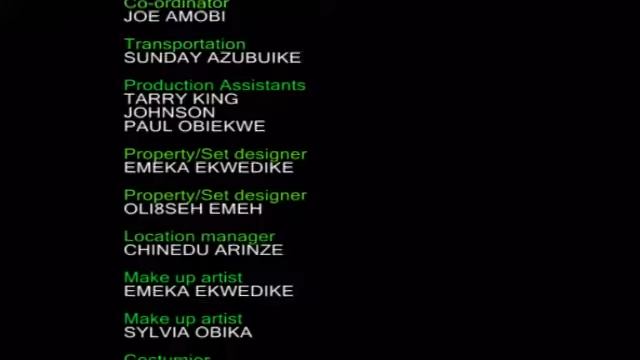 Co-ordinator
JOE AMOBI
Transportation
SUNDAY AZUBUIKE
Production Assistants
TARRY KING
JOHNSON
PAUL OBIEKWE
Property/Set designer
EMEKA EKWEDIKE
Property/Set designer
OLI8SEH EMEH
Location manager
CHINEDU ARINZE
Make up artist
EMEKA EKWEDIKE
Make up artist
SYLVIA OBIKA
Costumier